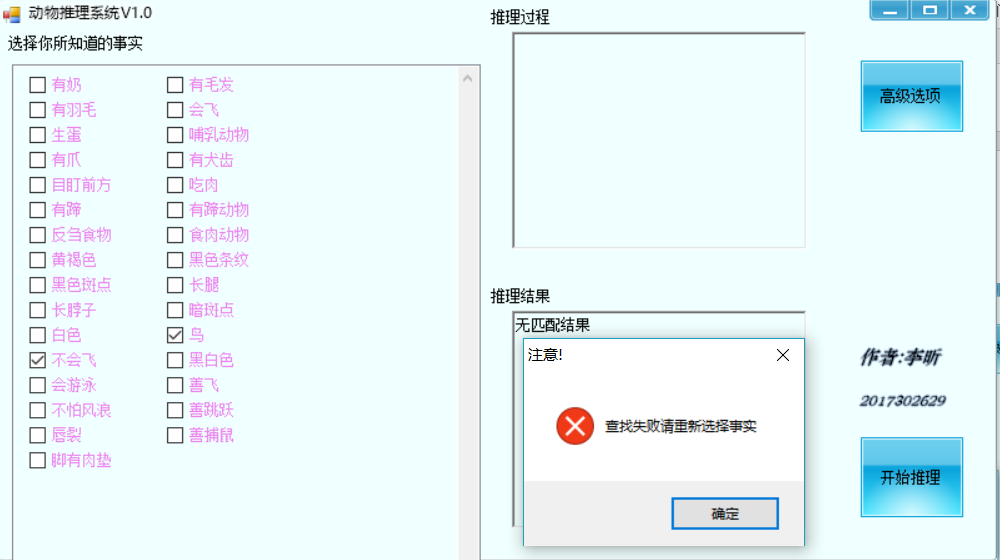 动物推理系统V1.0
选择你所知道的事实
有奶 有毛发
有羽毛 会飞
生蛋 哺乳动物
有爪 有犬齿
目盯前方 吃肉
有蹄 有蹄动物
反刍食物 食肉动物
黄褐色 黑色条纹
黑色斑点 长腿
长脖子 暗斑点
白色 鸟
不会飞 黑白色
会游泳 善飞
不怕风浪 善跳跃
唇裂 善捕鼠
脚有肉垫
推理过程
推理结果
无匹配结果
注意!
查找失败请重新选择事实
确定
高级选项
作者:李昕
2017302629
开始推理